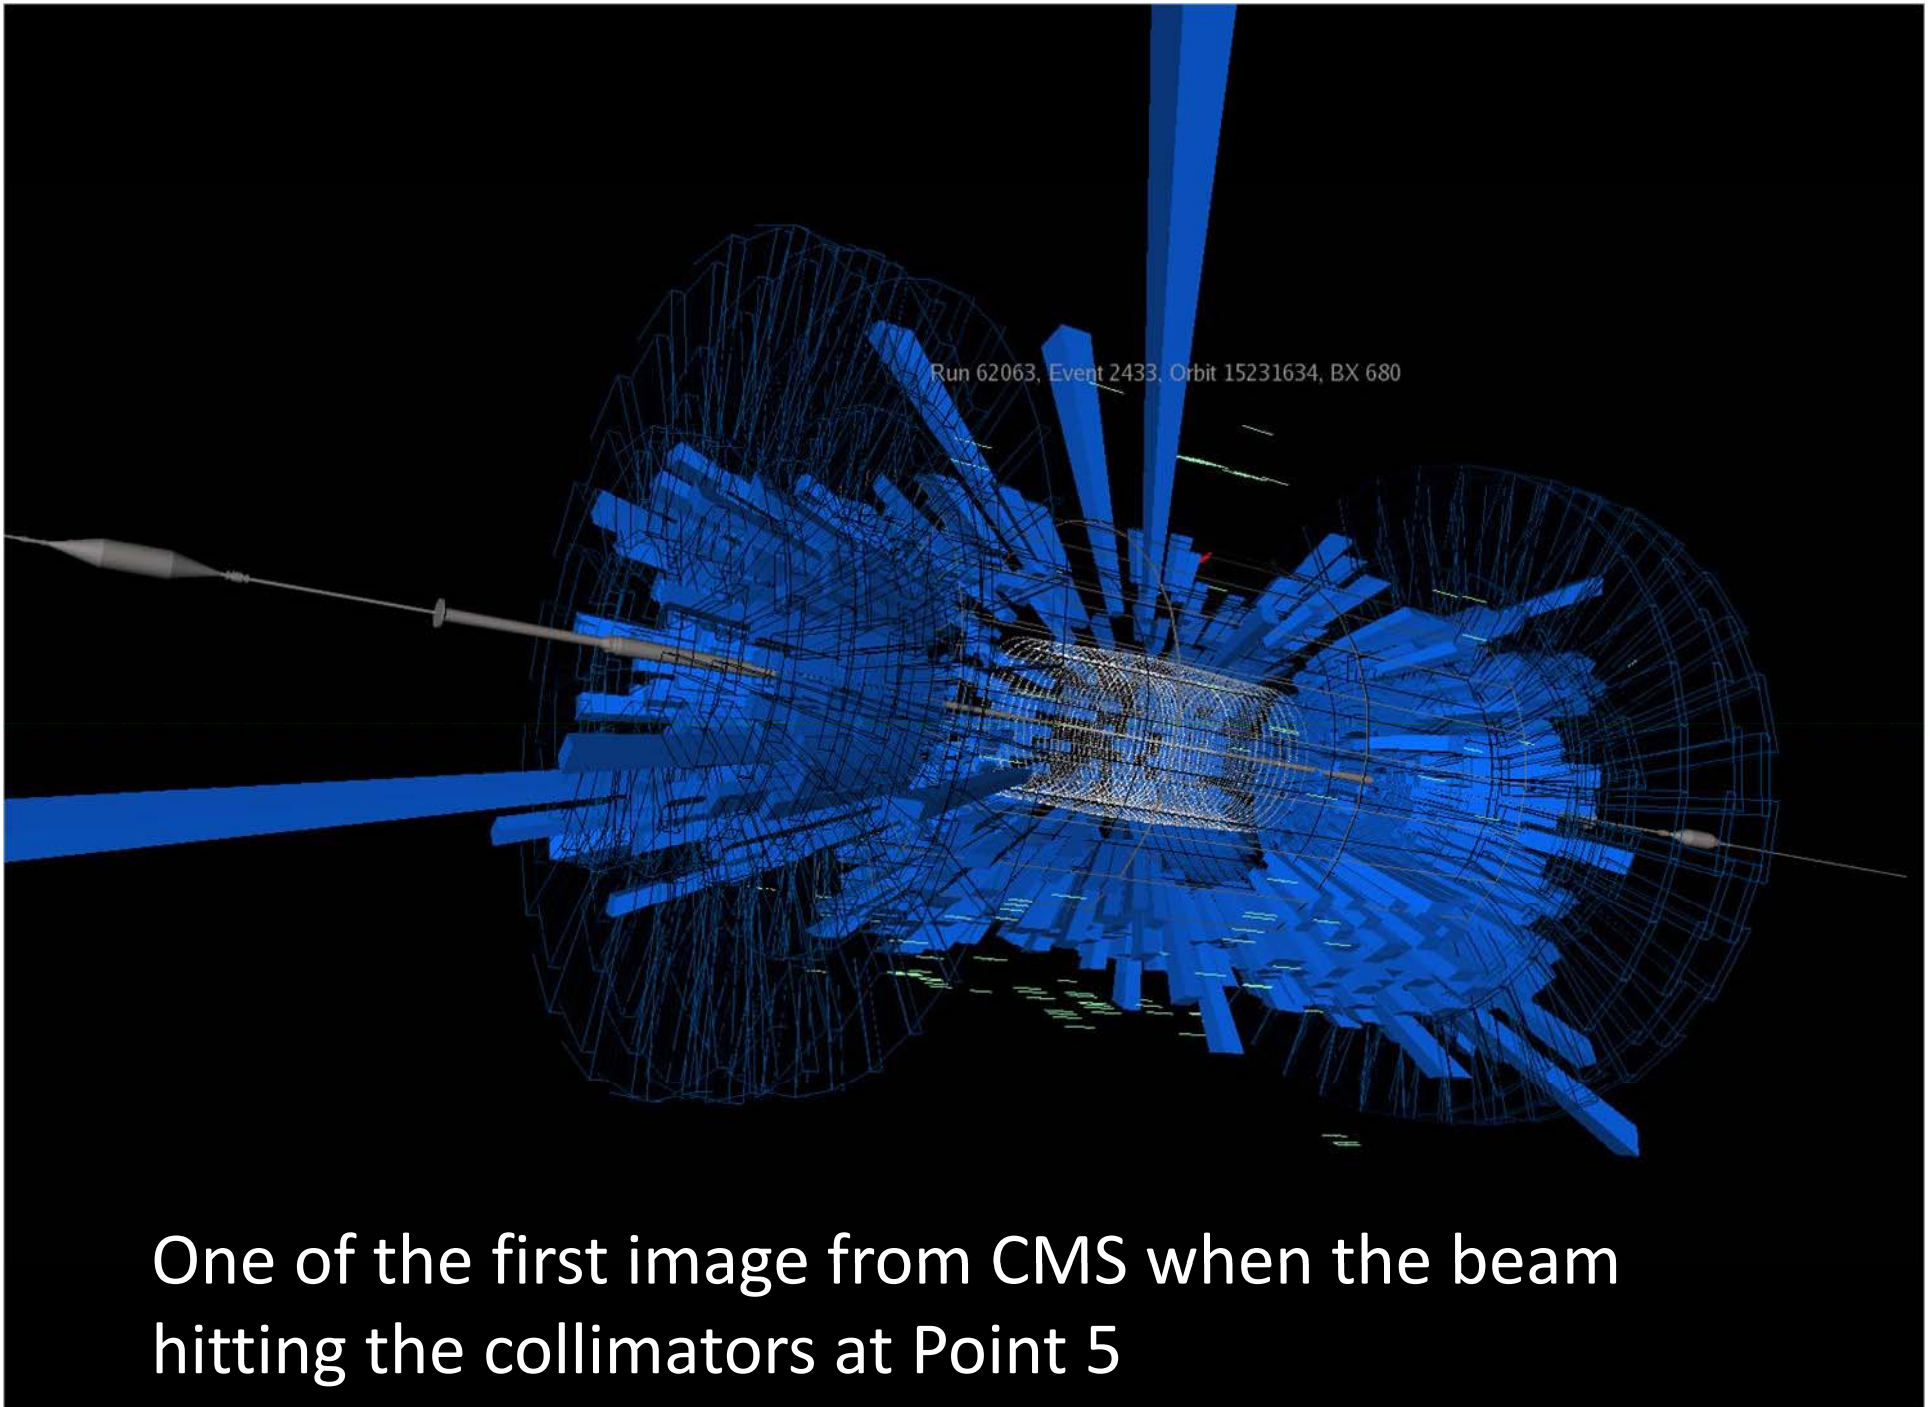 Run 62063, Event 2433, Orbit 15231634, BX 680
One of the first image from CMS when the beam
hitting the collimators at Point 5